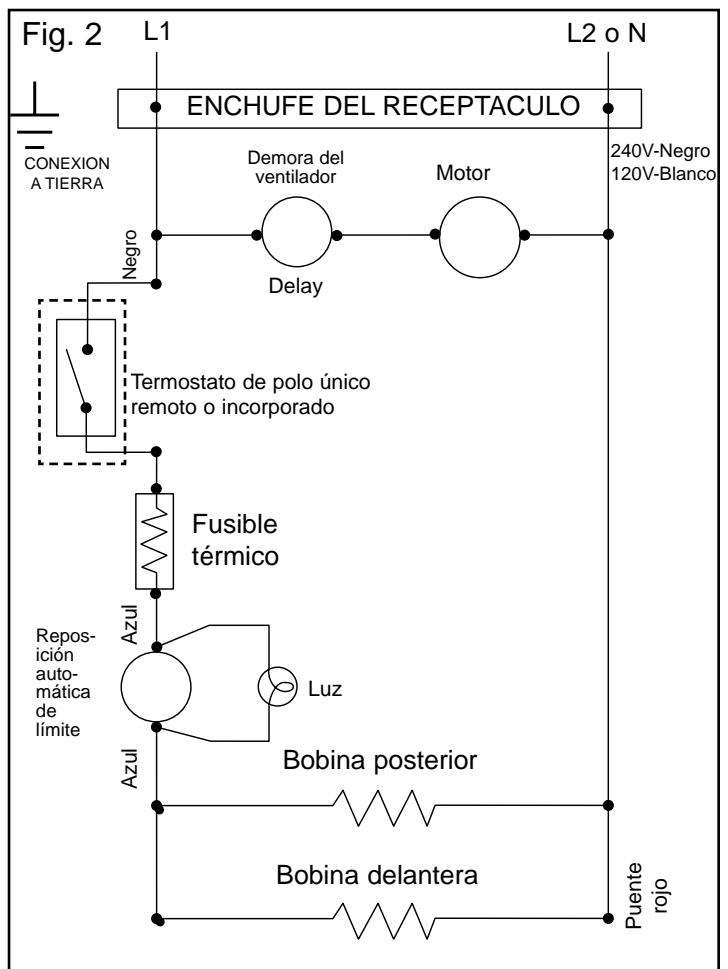 Fig. 2
L1
L2 o N
ENCHUFE DEL RECEPTACULO
CONEXION
A TIERRA
240V-Negro
120V-Blanco
Demora del
ventilador
Motor
Negro
Delay
Termostato de polo único
remoto o incorporado
Fusible
térmico
Azul
Repos-
ición
auto-
mática
de
límite
Luz
Azul
Bobina posterior
Bobina delantera
Puente
rojo